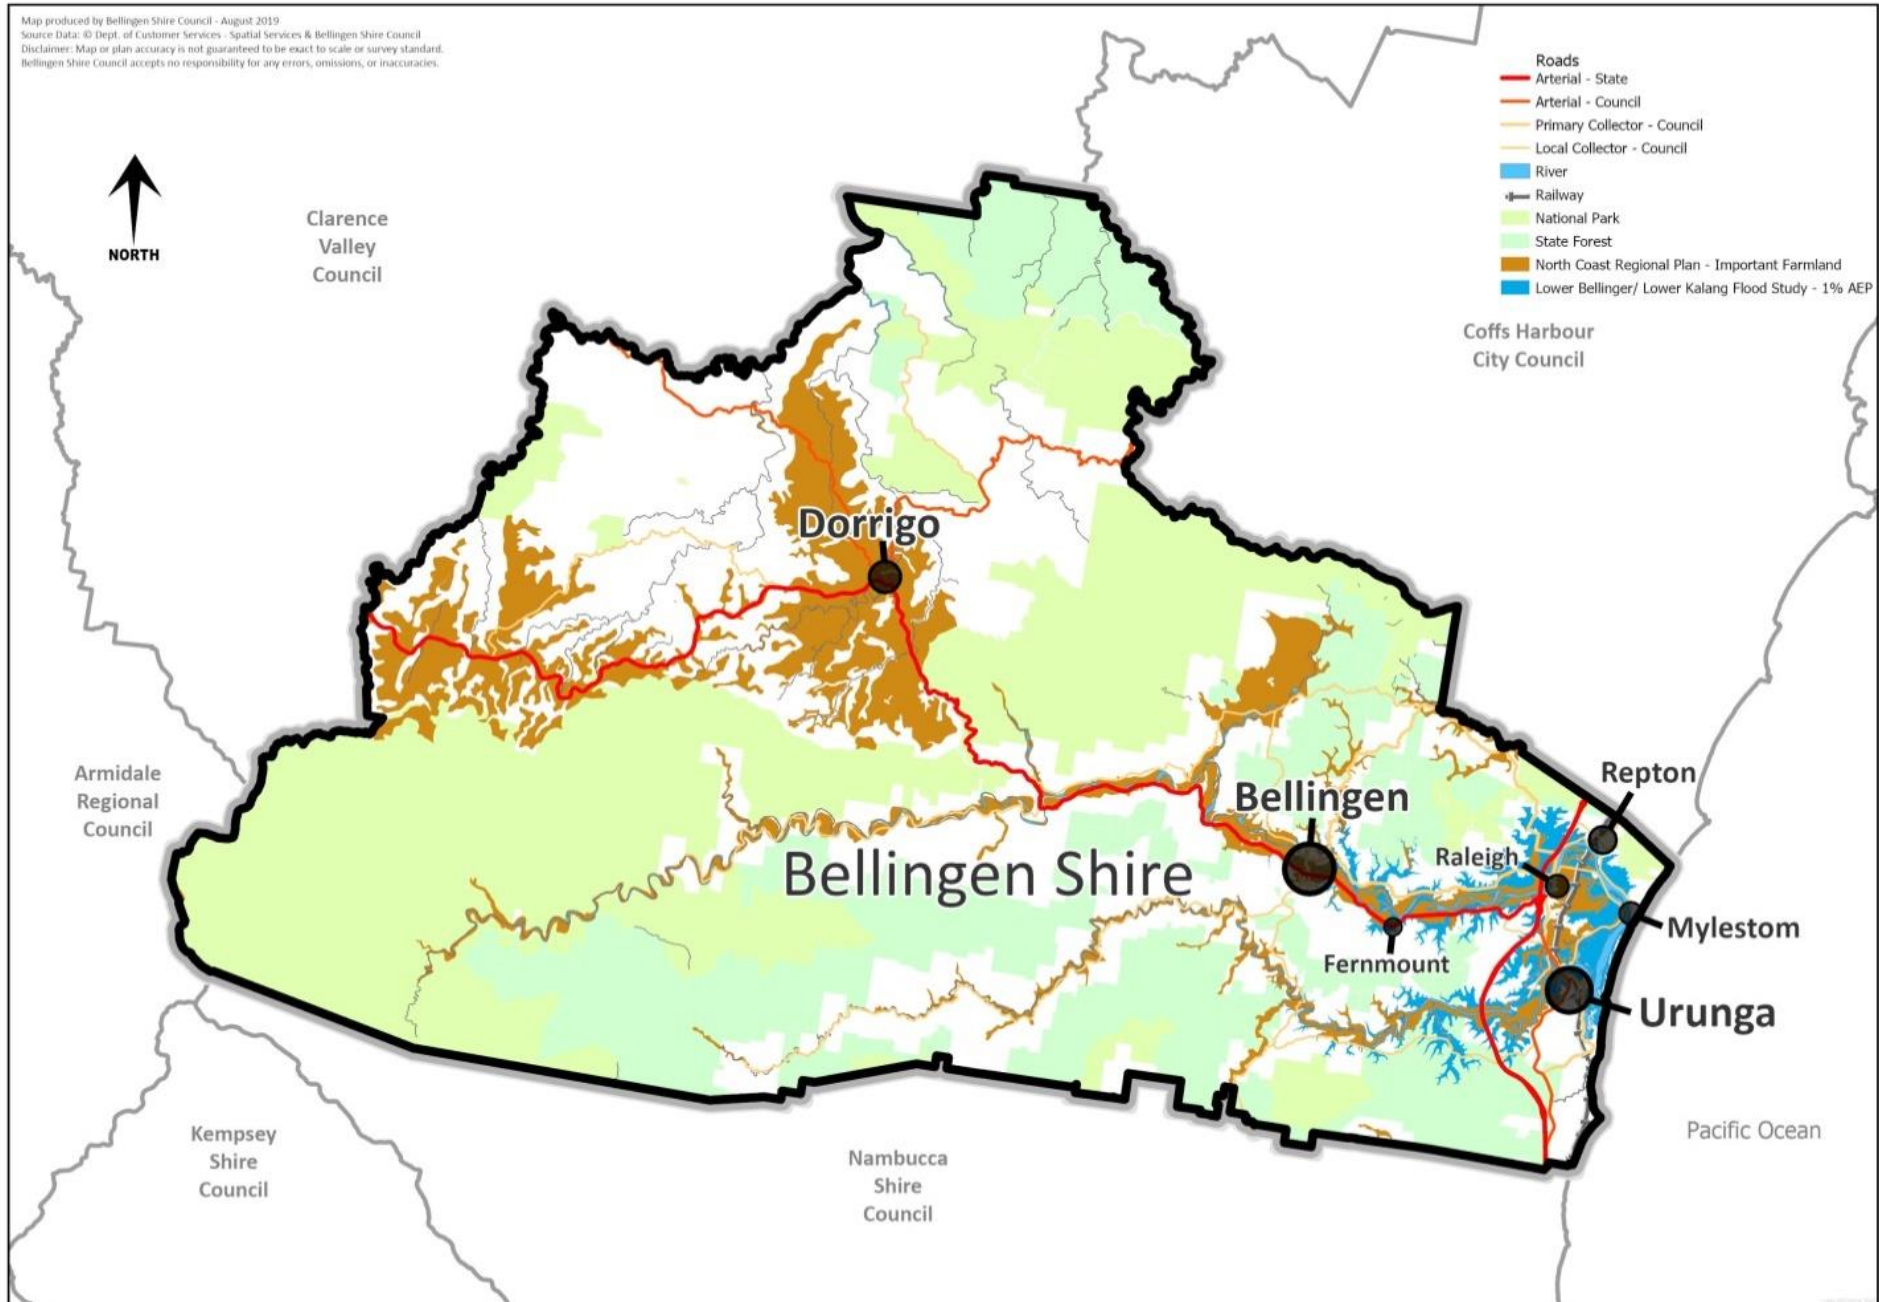 Map produced by Bellingen Shire Council - August 2019
Source Data: © Dept. of Customer Services - Spatial Services & Bellingen Shire Council
Disclaimer: Map or plan accuracy is not guaranteed to be exact to scale or survey standard.
Bellingen Shire Council accepts no responsibility for any errors, omissions, or inaccuracies.
Roads
Arterial - State
Arterial - Council
Primary Collector - Council
Local Collector - Council
River
Railway
National Park
State Forest
North Coast Regional Plan - Important Farmland
Lower Bellinger/ Lower Kalang Flood Study - 1% AEP
NORTH
Clarence
Valley
Council
Coffs Harbour
City Council
Dorrigo
Armidale
Regional
Council
Repton
Bellingen
Raleigh
Bellingen Shire
Mylestom
Fernmount
Urunga
Kempsey
Shire
Council
Nambucca
Shire
Council
Pacific Ocean